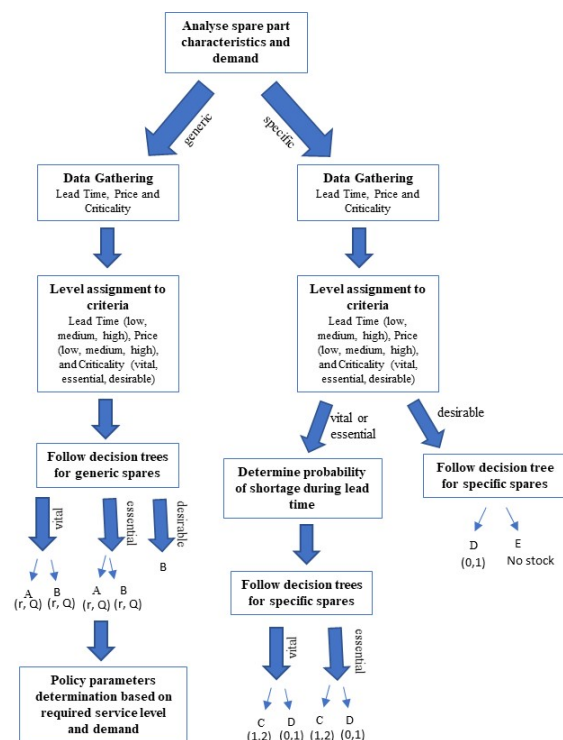 Analyse spare part
characteristics and
demand
generic
specific
Data Gathering
Lead Time, Price and
Criticality
Data Gathering
Lead Time, Price and
Criticality
Level assignment to
criteria
Lead Time (low,
medium, high), Price
(low, medium, high),
and Criticality (vital,
essential, desirable)
Level assignment to
criteria
Lead Time (low,
medium, high), Price
(low, medium, high),
and Criticality (vital,
essential, desirable)
vital or
essential
desirable
Follow decision trees
for generic spares
Determine probability
of shortage during lead
time
Follow decision tree
for specific spares
vital
essential
desirable
B
D
(0,1)
E
No stock
A
(r, Q)
B
(r, Q)
A
(r, Q)
B
(r, Q)
Follow decision trees
for specific spares
Policy parameters
determination based on
required service level
and demand
vital
essential
C
(1,2)
D
(0,1)
C
(1,2)
D
(0,1)